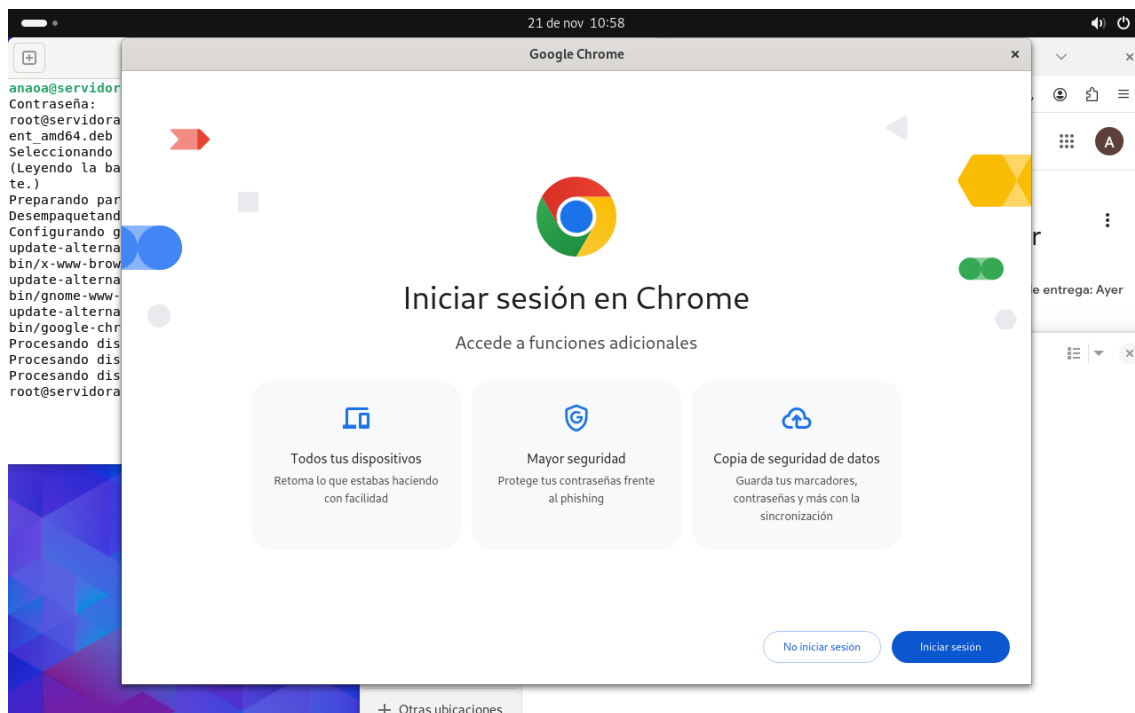 21 de nov 10:58
Google Chrome
anaoa@servidor
Contraseña:
root@servidora
ent_amd64.deb
Seleccionando
(Leyendo la ba
te.)
Preparando par
Desempaquetand
Configurando g
update-alterna
bin/x-www-brow
update-alterna
bin/gnome-www-
update-alterna
bin/google-chr
Procesando dis
Procesando dis
Procesando dis
root@servidora
Iniciar sesión en Chrome
Accede a funciones adicionales
Todos tus dispositivos
Retoma lo que estabas haciendo
con facilidad
Mayor seguridad
Protege tus contraseñas frente
al phishing
Copia de seguridad de datos
Guarda tus marcadores,
contraseñas y más con la
sincronización
No iniciar sesión
Iniciar sesión
A
r
e entrega: Ayer
+ Otras ubicaciones